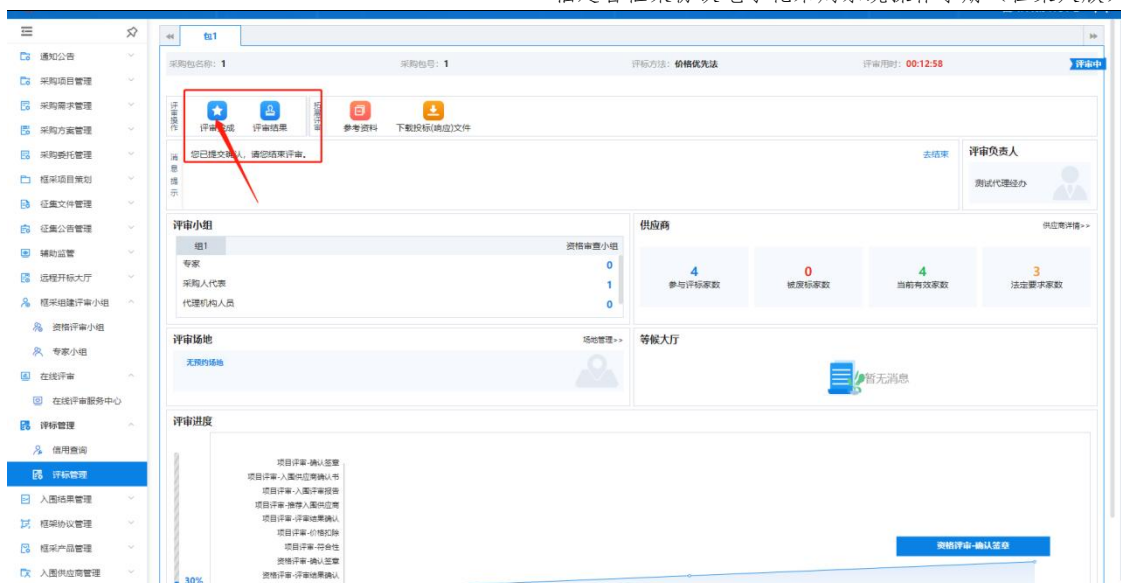 包1
通知公告
采购项目管理
采购需求管理
采购方案管理
采购委托管理
框采项目策划
征集文件管理
征集公告管理
辅助监管
远程开标大厅
框采组建评审小组
资格评审小组
专家小组
在线评审
在线评审服务中心
评标管理
信用查询
评标管理
入围结果管理
框架协议管理
框采产品管理
入围供应商管理
采购包名称: 1
采购包号: 1
评标方法: 价格优先法
评审用时: 00:12:58
评审中
评审操作
评审完成
评审结果
参考资料
下载投标(响应)文件
消息提示
您已提交确认, 请您结束评审。
去结束
评审负责人
测试代理经办
评审小组
组1
资格审查小组
专家 0
采购人代表 1
代理机构人员 0
供应商
供应商详情>>
4
参与评标家数
0
被废标家数
4
当前有效家数
3
法定要求家数
评审场地
场地管理>>
无预约场地
等候大厅
暂无消息
评审进度
项目评审-确认签章
项目评审-入围供应商确认书
项目评审-入围评审报告
项目评审-推荐入围供应商
项目评审-评审结果确认
项目评审-价格扣除
项目评审-符合性
资格评审-确认签章
资格评审-评审结果确认
30%
资格评审-确认签章